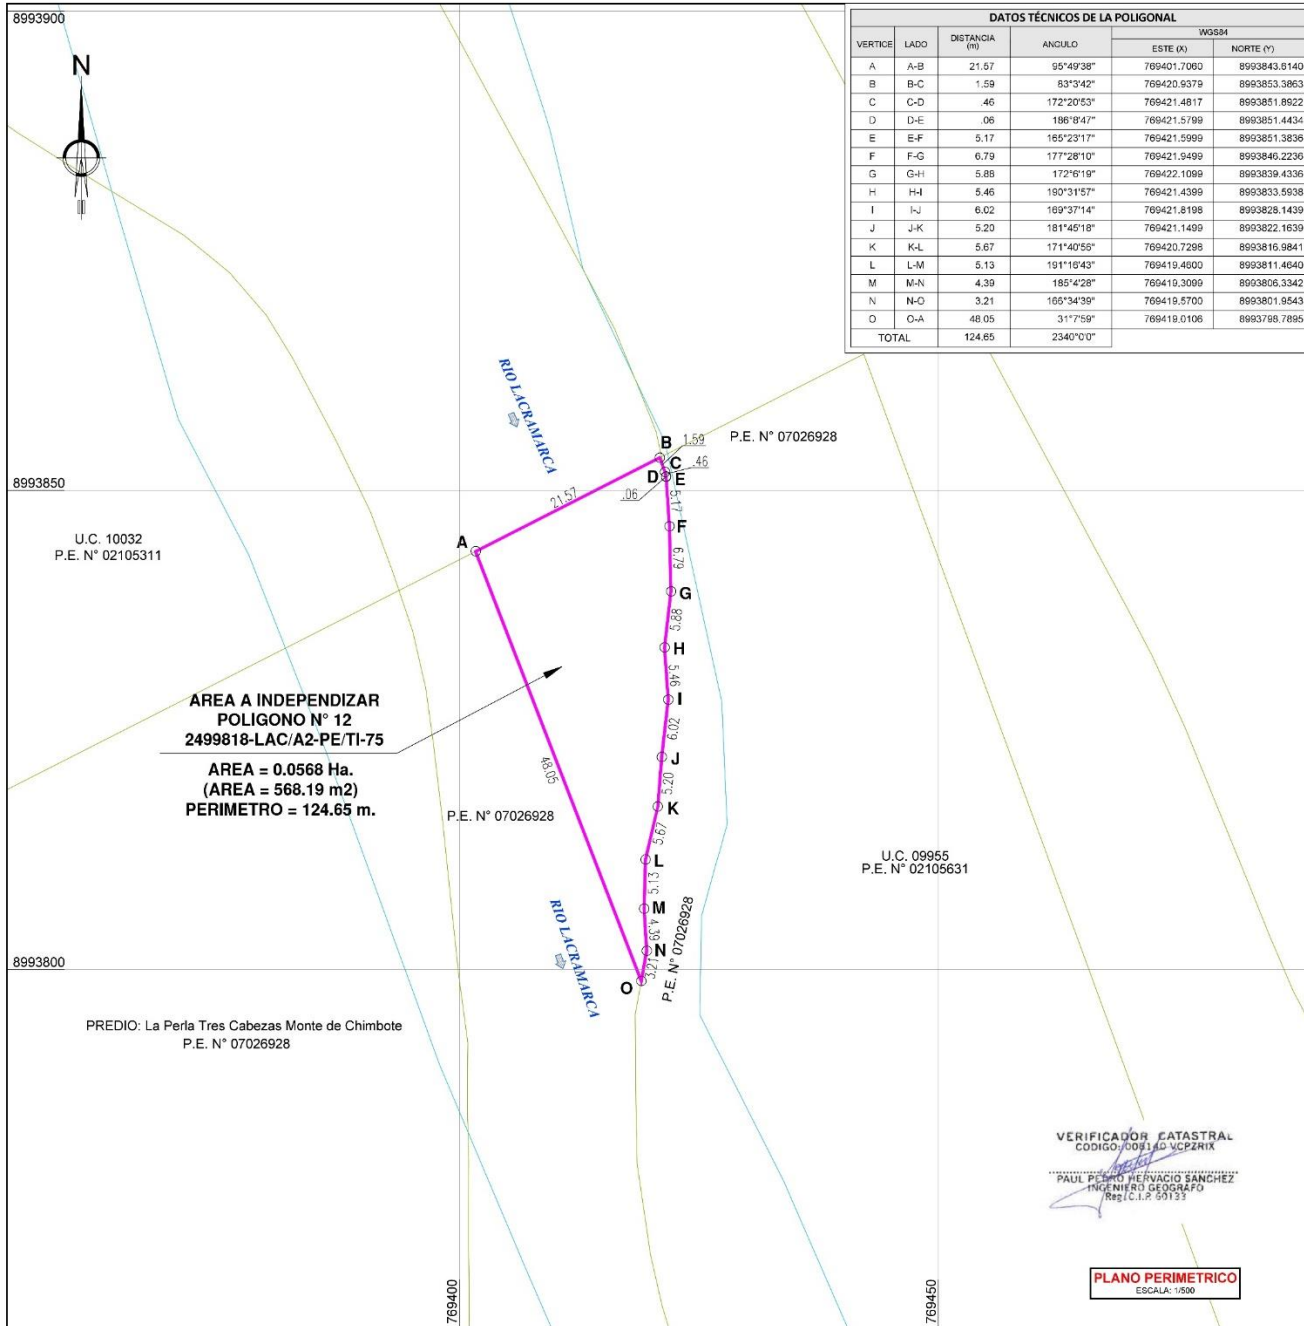 8993900
N
DATOS TÉCNICOS DE LA POLIGONAL
VERTICE LADO DISTANCIA (m) ANGULO WGS84
ESTE (X) NORTE (Y)
A A-B 21.57 95°49'38" 769401.7060 8993843.6140
B B-C 1.59 83°3'42" 769420.9379 8993853.3863
C C-D .46 172°20'53" 769421.4817 8993851.8922
D D-E .06 186°8'47" 769421.5799 8993851.4434
E E-F 5.17 165°23'17" 769421.5999 8993851.3836
F F-G 6.79 177°28'10" 769421.9499 8993846.2236
G G-H 5.88 172°6'19" 769422.1099 8993839.4336
H H-I 5.46 190°31'57" 769421.4399 8993833.5938
I I-J 6.02 169°37'14" 769421.8198 8993828.1439
J J-K 5.20 181°45'18" 769421.1499 8993822.1639
K K-L 5.67 171°40'56" 769420.7298 8993816.9841
L L-M 5.13 191°16'43" 769419.4600 8993811.4640
M M-N 4.39 185°4'28" 769419.3099 8993806.3342
N N-O 3.21 166°34'39" 769419.5700 8993801.9543
O O-A 48.05 31°7'59" 769419.0106 8993798.7895
TOTAL 124.65 2340°0'0"
RIO LACRAMARCA
P.E. N° 07026928
B
1.59
C
.46
D
E
.06
8993850
21.57
5.17
F
A
U.C. 10032
P.E. N° 02105311
6.79
G
5.88
H
5.46
I
AREA A INDEPENDIZAR
POLIGONO N° 12
2499818-LAC/A2-PE/TI-75
AREA = 0.0568 Ha.
(AREA = 568.19 m2)
PERIMETRO = 124.65 m.
6.02
J
48.05
5.20
K
P.E. N° 07026928
5.67
L
U.C. 09955
P.E. N° 02105631
5.13
M
RIO LACRAMARCA
4.39
N
P.E. N° 07026928
3.21
O
8993800
PREDIO: La Perla Tres Cabezas Monte de Chimbote
P.E. N° 07026928
VERIFICADOR CATASTRAL
CODIGO: VCPZRIX
PAUL PEDRO HERVACIO SANCHEZ
INGENIERO GEOGRAFO
Reg. C.I.P. 60133
769400
769450
PLANO PERIMETRICO
ESCALA: 1/500